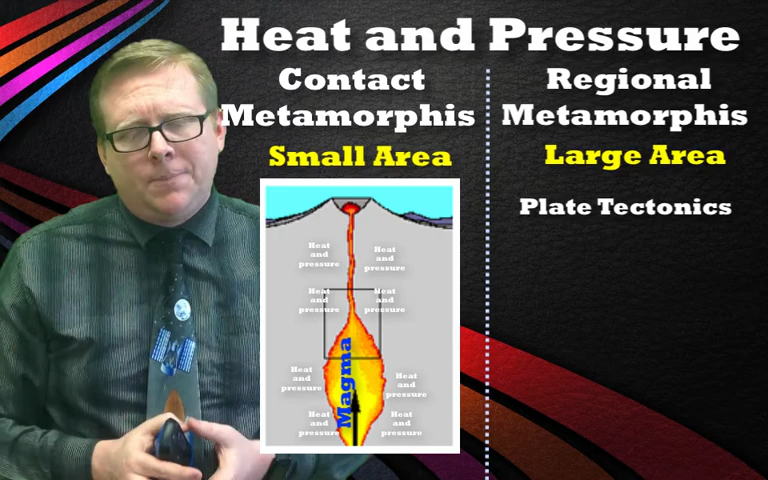 Heat and Pressure
Contact
Metamorphis
Small Area
Heat
and
pressure
Heat
and
pressure
Heat
and
pressure
Heat
and
pressure
Heat
and
pressure
Heat
and
pressure
Heat
and
pressure
Heat
and
pressure
Magma
Regional
Metamorphis
Large Area
Plate Tectonics